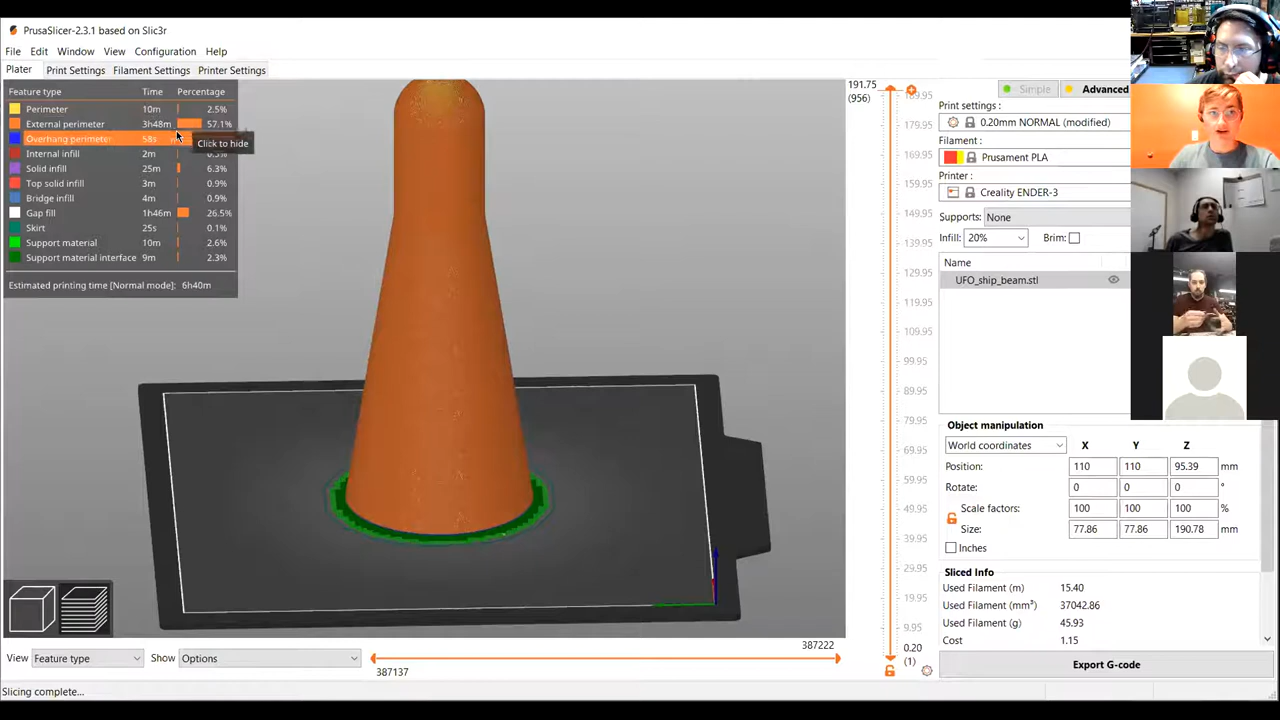 PrusaSlicer-2.3.1 based on Slic3r
File Edit Window View Configuration Help
Plater Print Settings Filament Settings Printer Settings
Feature type Time Percentage
Perimeter 10m 2.5%
External perimeter 3h48m 57.1%
Overhang perimeter 58s
Click to hide
Internal infill 2m
Solid infill 25m 6.3%
Top solid infill 3m 0.9%
Bridge infill 4m 0.9%
Gap fill 1h46m 26.5%
Skirt 25s 0.1%
Support material 10m 2.6%
Support material interface 9m 2.3%
Estimated printing time [Normal mode]: 6h40m
191.75
(956)
189.95
179.95
169.95
159.95
149.95
139.95
129.95
119.95
109.95
99.95
89.95
79.95
69.95
59.95
49.95
39.95
29.95
19.95
9.95
0.20
(1)
Simple Advanced
Print settings:
0.20mm NORMAL (modified)
Filament:
Prusament PLA
Printer:
Creality ENDER-3
Supports: None
Infill: 20% Brim:
Name
UFO_ship_beam.stl
Object manipulation
World coordinates X Y Z
Position: 110 110 95.39 mm
Rotate: 0 0 0 °
Scale factors: 100 100 100 %
Size: 77.86 77.86 190.78 mm
Inches
Sliced Info
Used Filament (m) 15.40
Used Filament (mm³) 37042.86
Used Filament (g) 45.93
Cost 1.15
Export G-code
View Feature type Show Options
387222
387137
Slicing complete...